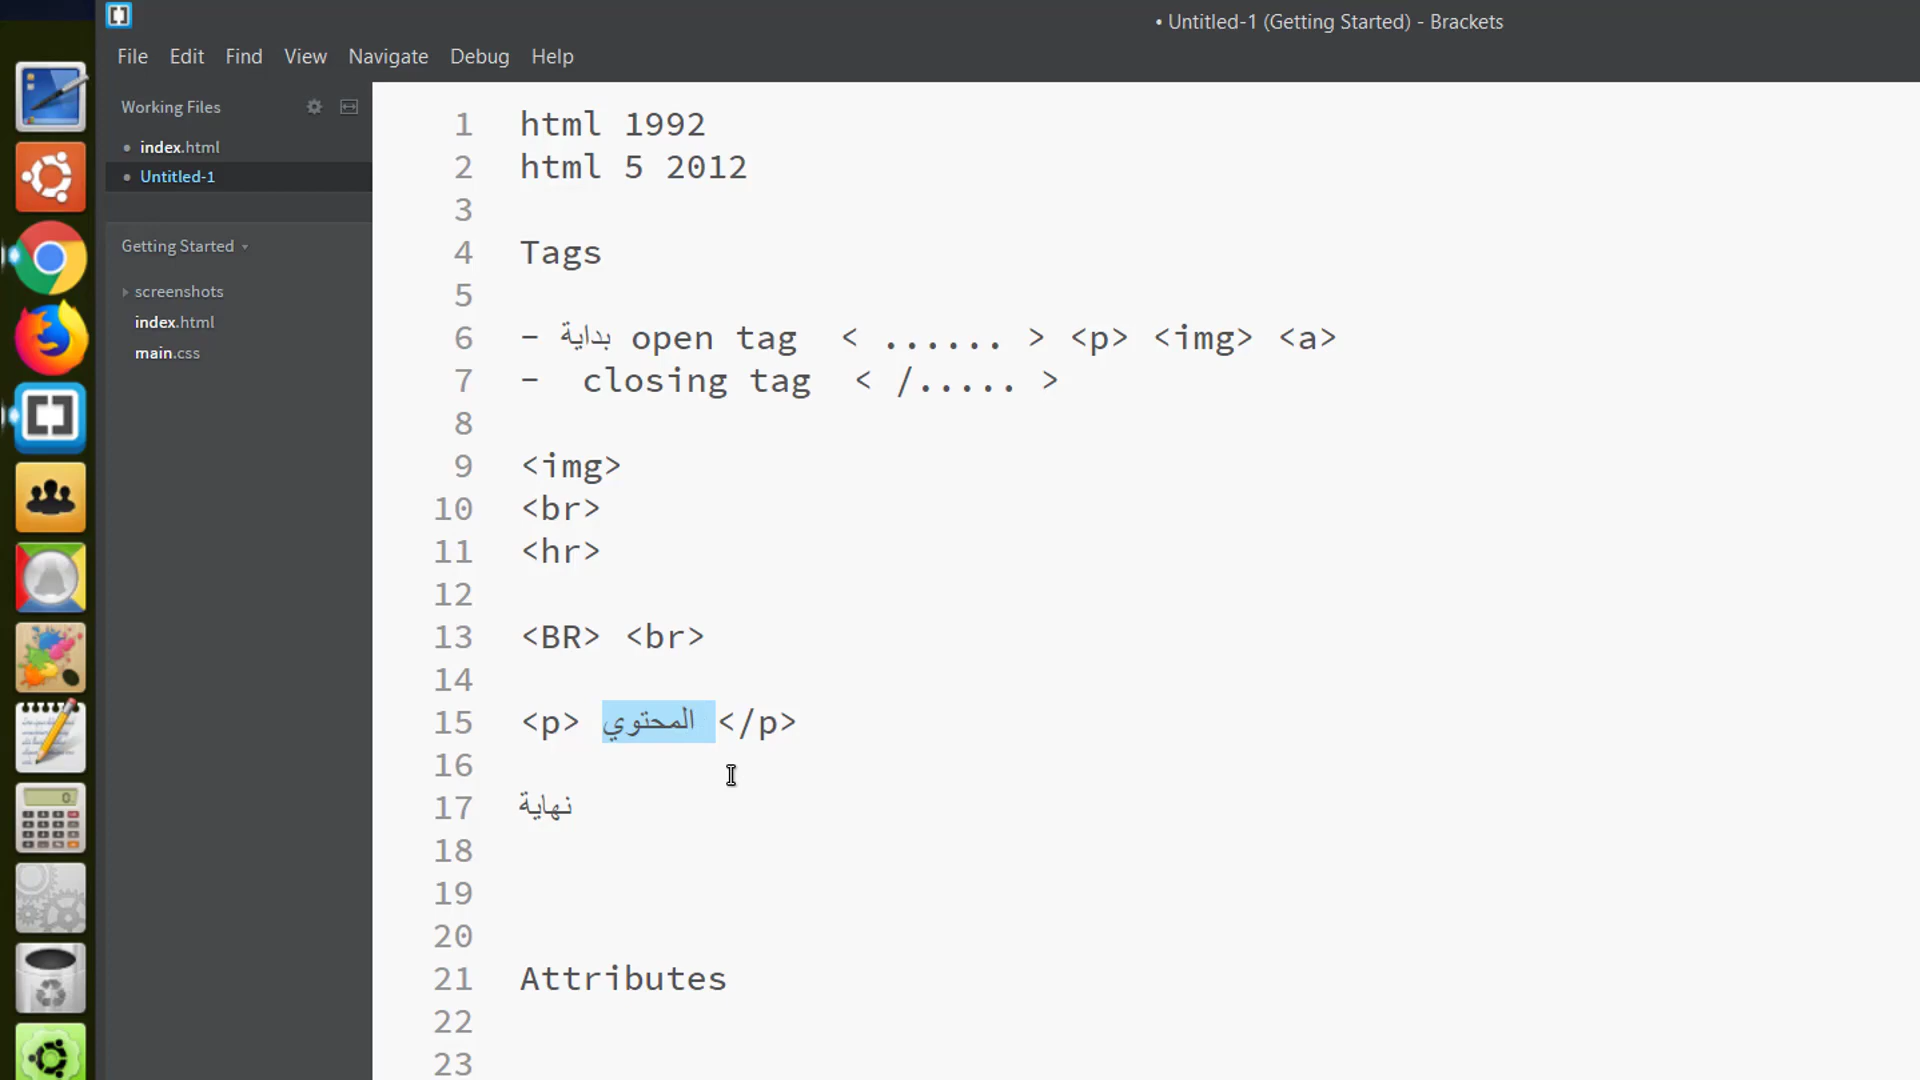 • Untitled-1 (Getting Started) - Brackets
File Edit Find View Navigate Debug Help
Working Files
index.html
Untitled-1
Getting Started
screenshots
index.html
main.css
1 html 1992
2 html 5 2012
3
4 Tags
5
6 - بداية open tag < ...... > <p> <img> <a>
7 - closing tag < /..... >
8
9 <img>
10 <br>
11 <hr>
12
13 <BR> <br>
14
15 <p> المحتوي </p>
16
17 نهاية
18
19
20
21 Attributes
22
23